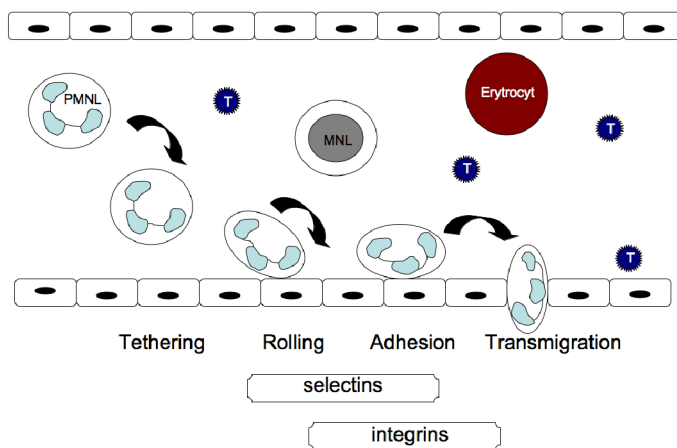 PMNL
T
Erytrocyt
MNL
T
T
T
Tethering Rolling Adhesion Transmigration
selectins
integrins